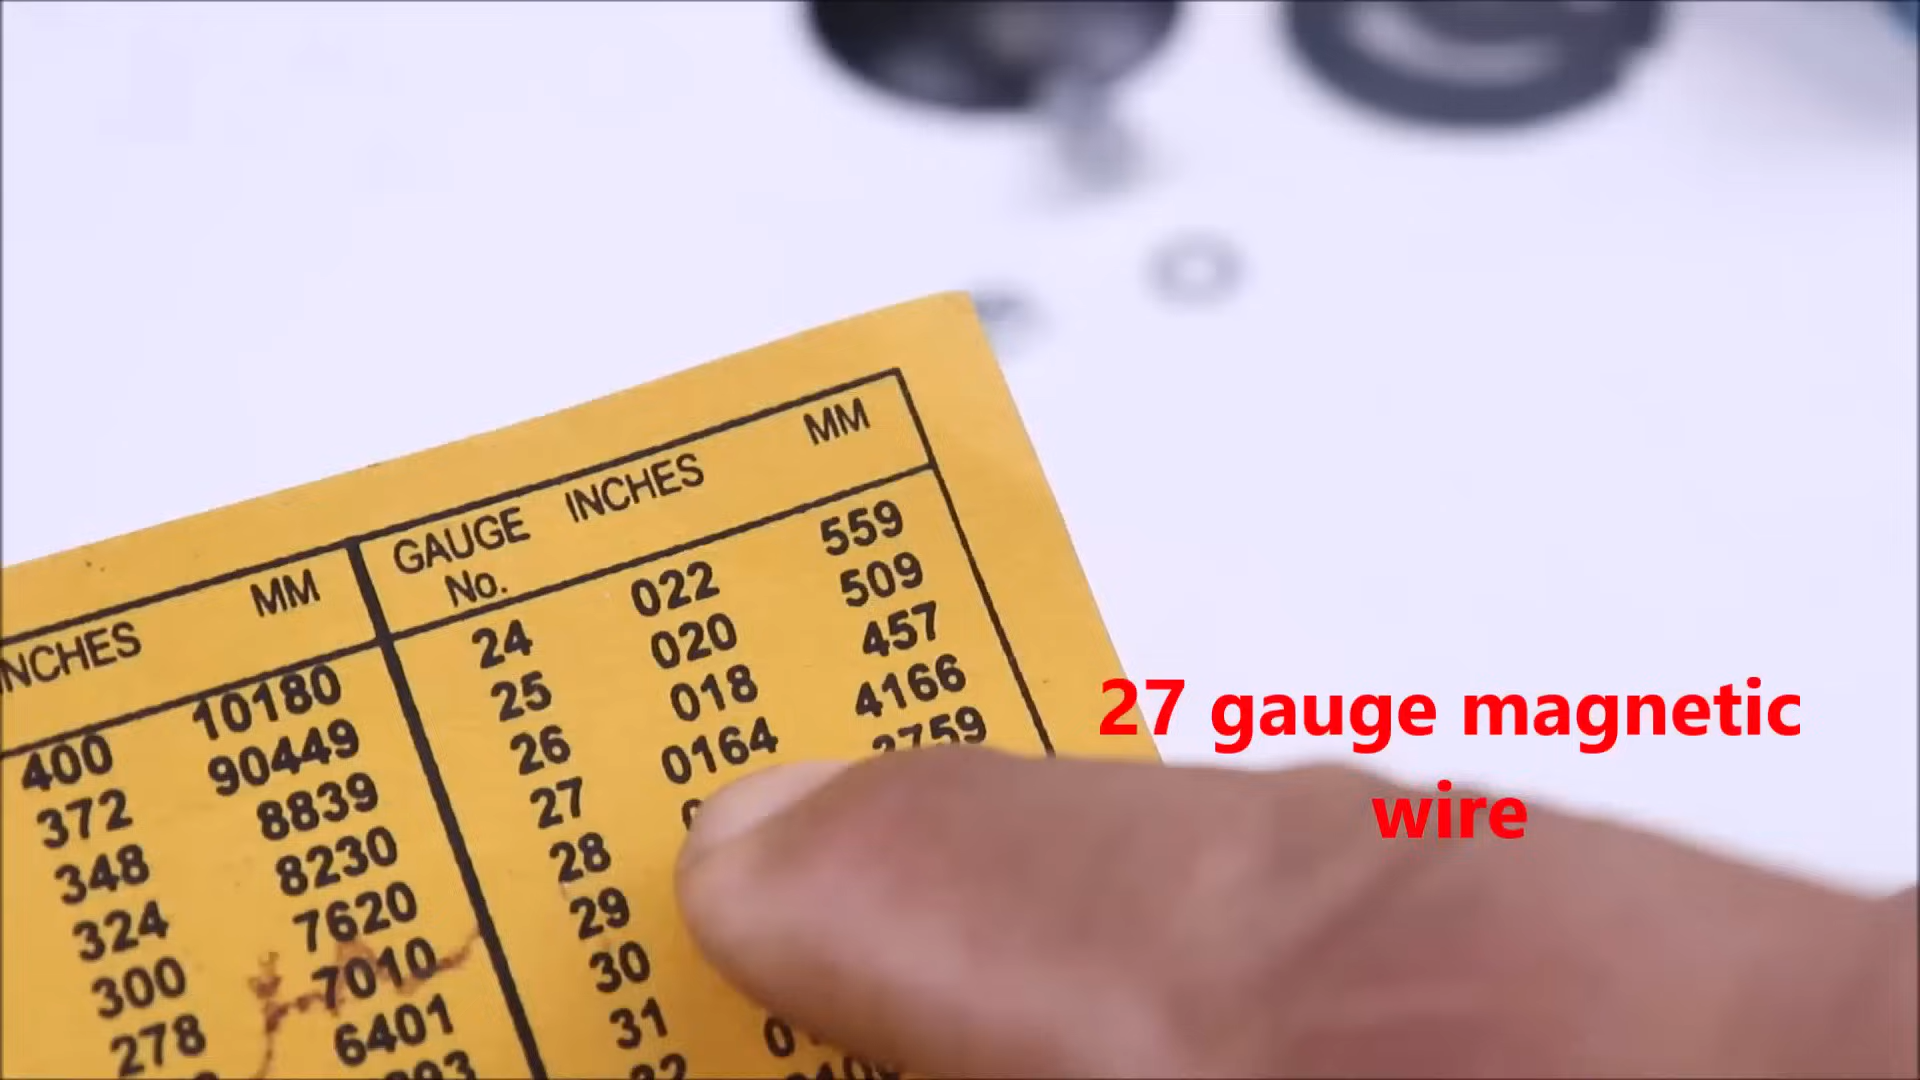 MM
GAUGE INCHES MM
No.
400 10180
372 90449
348 8839
324 8230
300 7620
278 7010
6401
24 022 559
25 020 509
26 018 457
27 0164 4166
28
29
30
31
27 gauge magnetic
wire